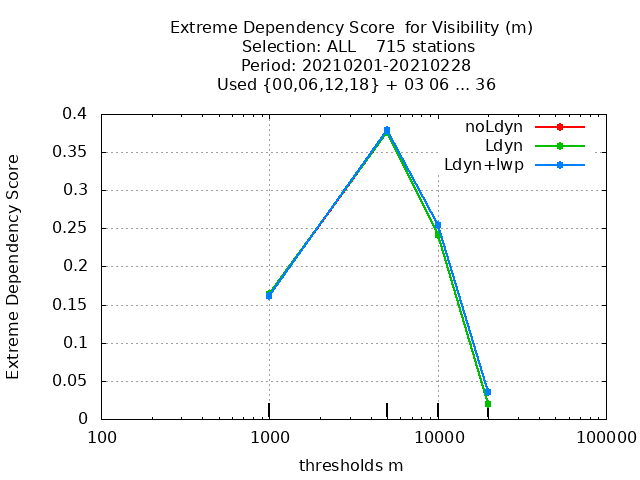 Extreme Dependency Score  for Visibility (m)
Selection: ALL    715 stations
Period: 20210201-20210228
Used {00,06,12,18} + 03 06 ... 36
noLdyn
Ldyn
Ldyn+lwp
0.4
0.35
0.3
0.25
0.2
0.15
0.1
0.05
0
Extreme Dependency Score
100
1000
10000
100000
thresholds m